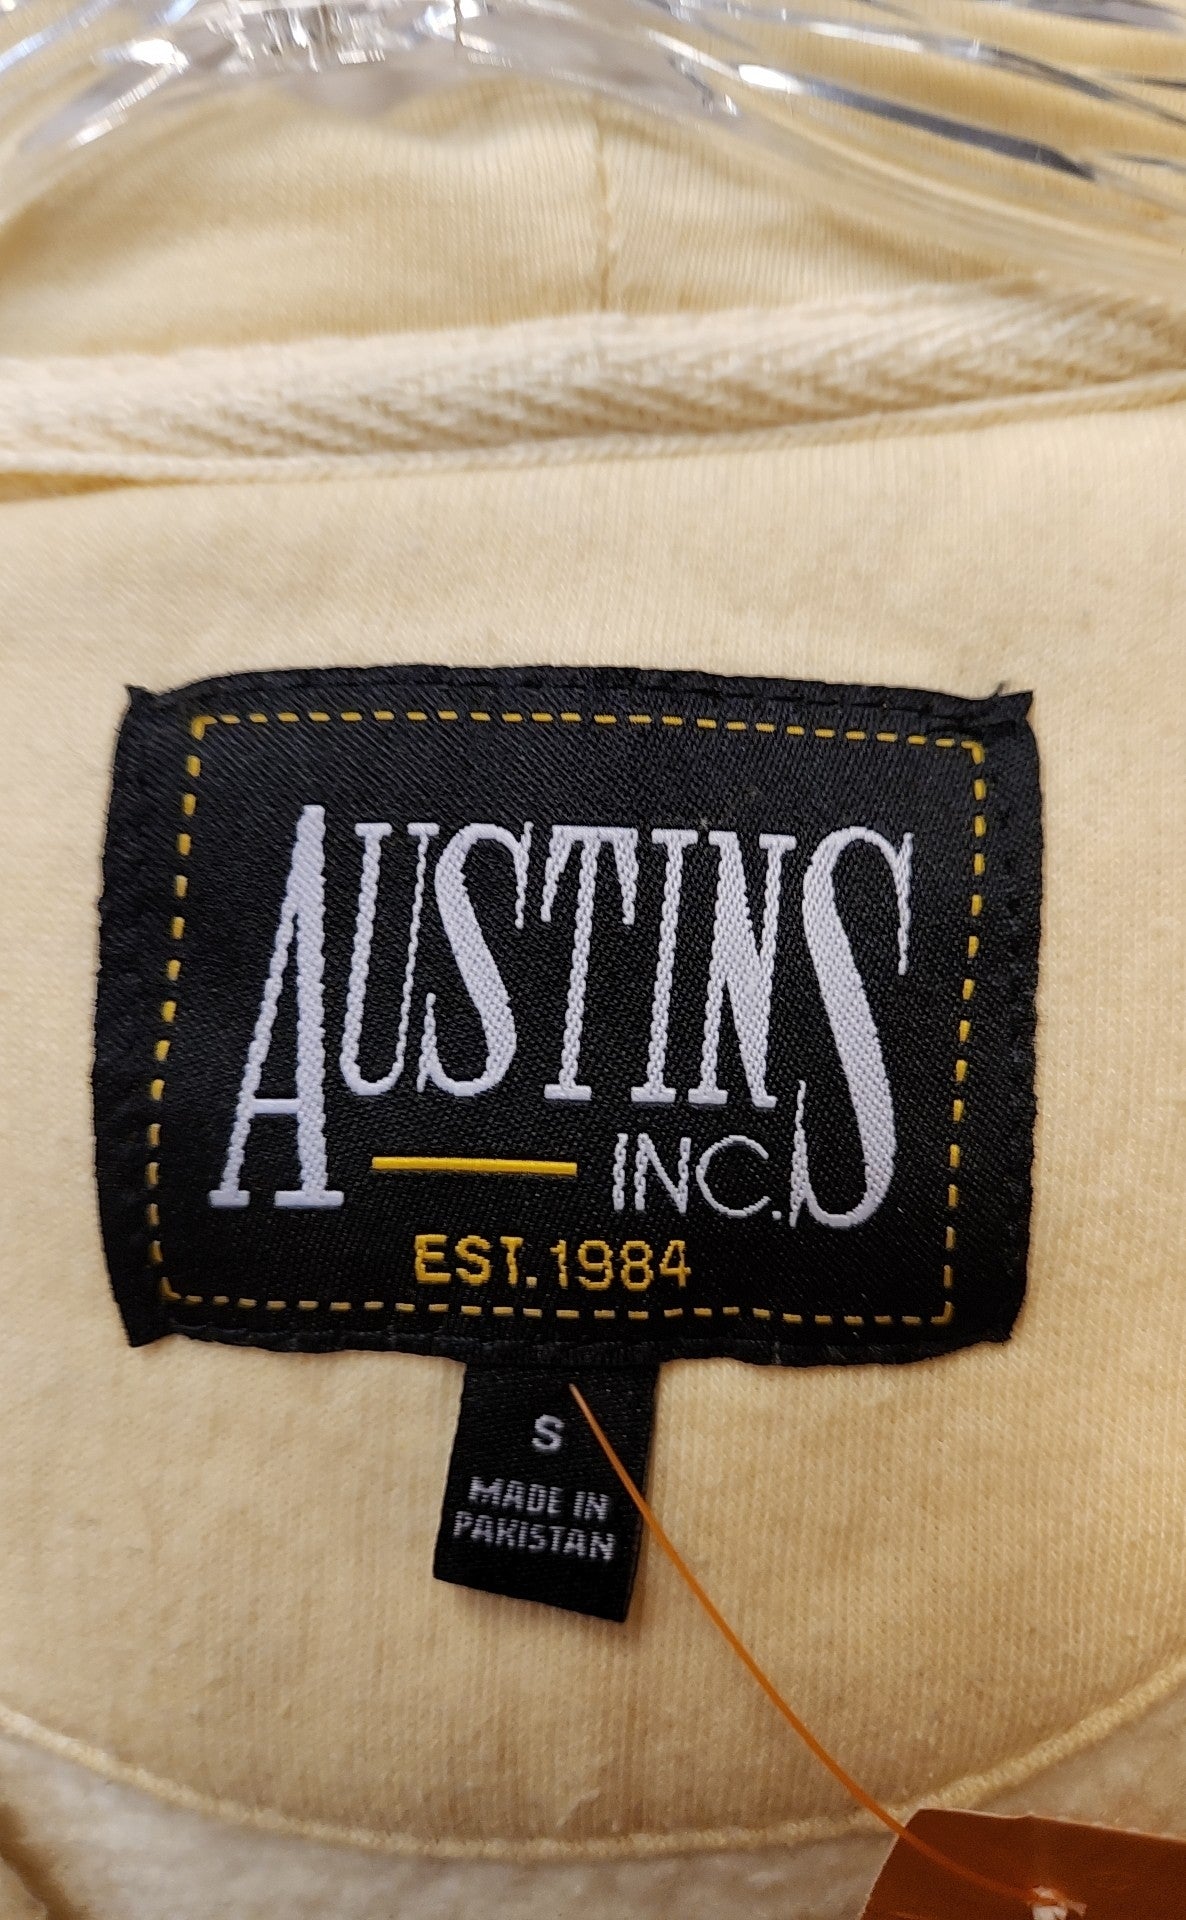 AUSTINS
INC.
EST. 1984
S
MADE IN
PAKISTAN